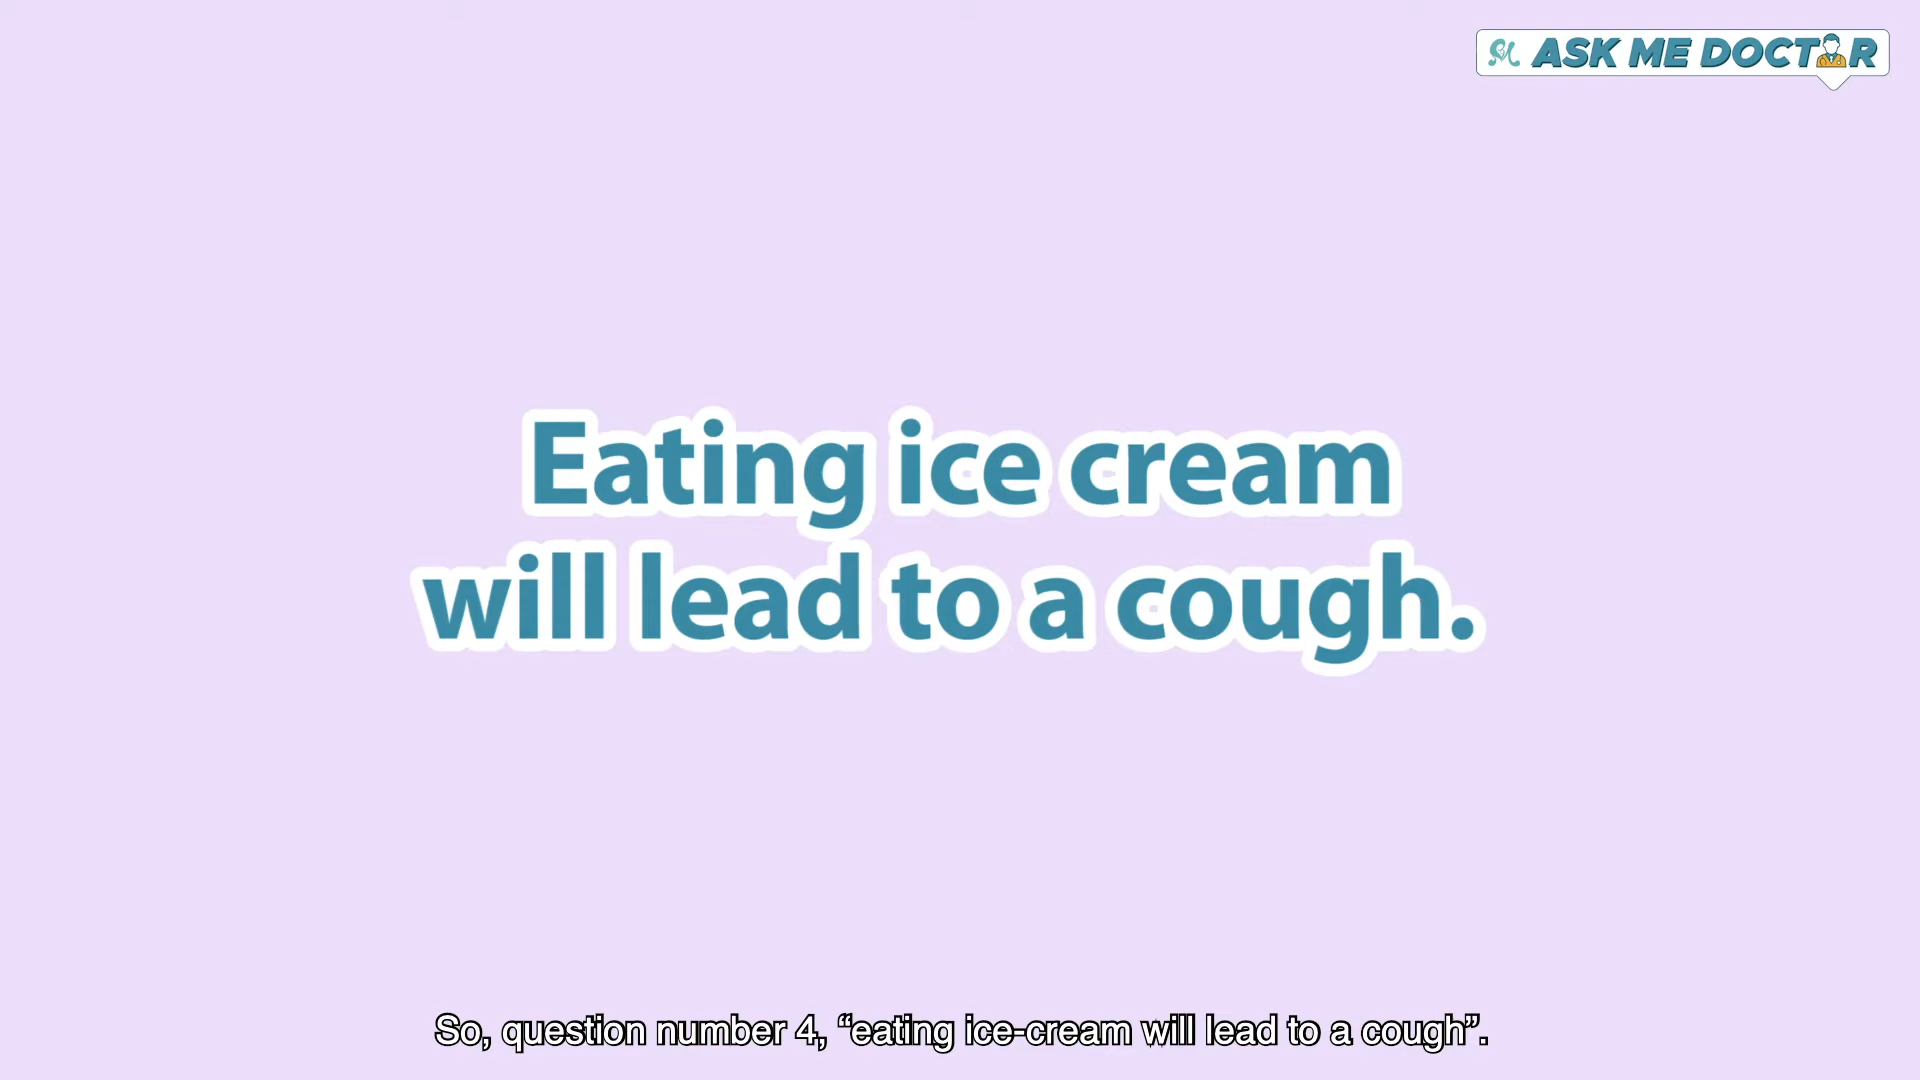 ASK ME DOCTOR
Eating ice cream
will lead to a cough.
So, question number 4, “eating ice-cream will lead to a cough”.